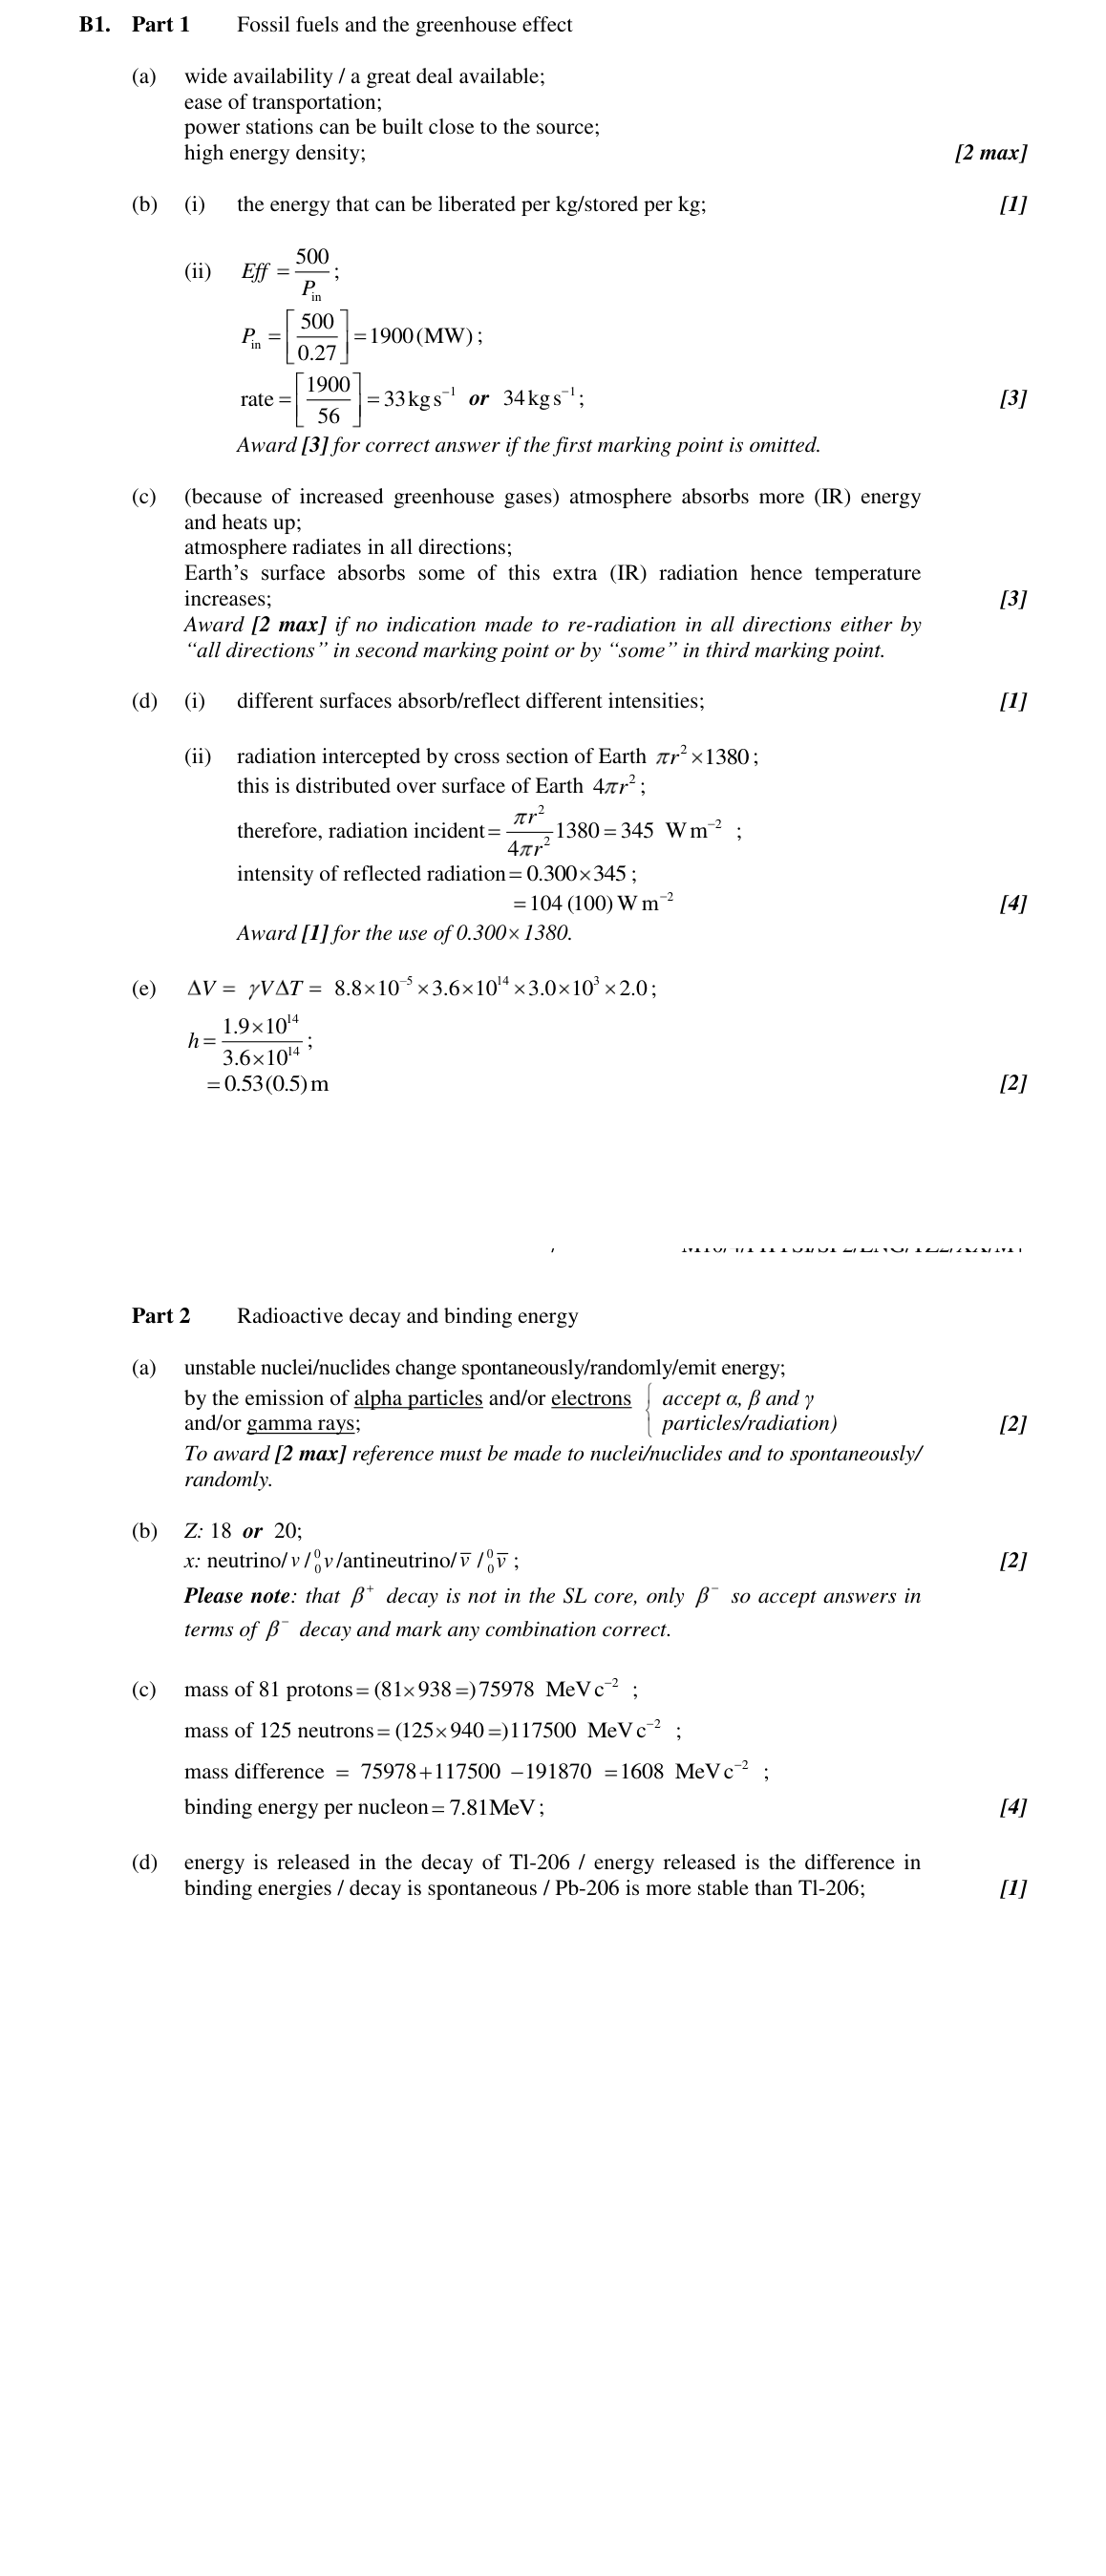 B1. Part 1 Fossil fuels and the greenhouse effect
(a) wide availability / a great deal available;
ease of transportation;
power stations can be built close to the source;
high energy density; [2 max]
(b) (i) the energy that can be liberated per kg/stored per kg; [1]
(ii) Eff = 500/P_in ;
P_in = [500/0.27] = 1900 (MW) ;
rate = [1900/56] = 33 kg s⁻¹ or 34 kg s⁻¹ ; [3]
Award [3] for correct answer if the first marking point is omitted.
(c) (because of increased greenhouse gases) atmosphere absorbs more (IR) energy
and heats up;
atmosphere radiates in all directions;
Earth's surface absorbs some of this extra (IR) radiation hence temperature
increases; [3]
Award [2 max] if no indication made to re-radiation in all directions either by
“all directions” in second marking point or by “some” in third marking point.
(d) (i) different surfaces absorb/reflect different intensities; [1]
(ii) radiation intercepted by cross section of Earth πr² × 1380 ;
this is distributed over surface of Earth 4πr² ;
therefore, radiation incident = πr²/4πr² 1380 = 345 W m⁻² ;
intensity of reflected radiation = 0.300 × 345 ;
= 104 (100) W m⁻² [4]
Award [1] for the use of 0.300 × 1380.
(e) ΔV = γVΔT = 8.8×10⁻⁵ × 3.6×10¹⁴ × 3.0×10³ × 2.0 ;
h = 1.9×10¹⁴/3.6×10¹⁴ ;
= 0.53 (0.5) m [2]
Part 2 Radioactive decay and binding energy
(a) unstable nuclei/nuclides change spontaneously/randomly/emit energy;
by the emission of alpha particles and/or electrons { accept α, β and γ
and/or gamma rays; particles/radiation) [2]
To award [2 max] reference must be made to nuclei/nuclides and to spontaneously/
randomly.
(b) Z: 18 or 20;
x: neutrino/ν/⁰₀ν/antineutrino/ν̅/⁰₀ν̅ ; [2]
Please note: that β⁺ decay is not in the SL core, only β⁻ so accept answers in
terms of β⁻ decay and mark any combination correct.
(c) mass of 81 protons = (81×938 =) 75978 MeV c⁻² ;
mass of 125 neutrons = (125×940 =) 117500 MeV c⁻² ;
mass difference = 75978 + 117500 − 191870 = 1608 MeV c⁻² ;
binding energy per nucleon = 7.81 MeV ; [4]
(d) energy is released in the decay of Tl-206 / energy released is the difference in
binding energies / decay is spontaneous / Pb-206 is more stable than Tl-206; [1]